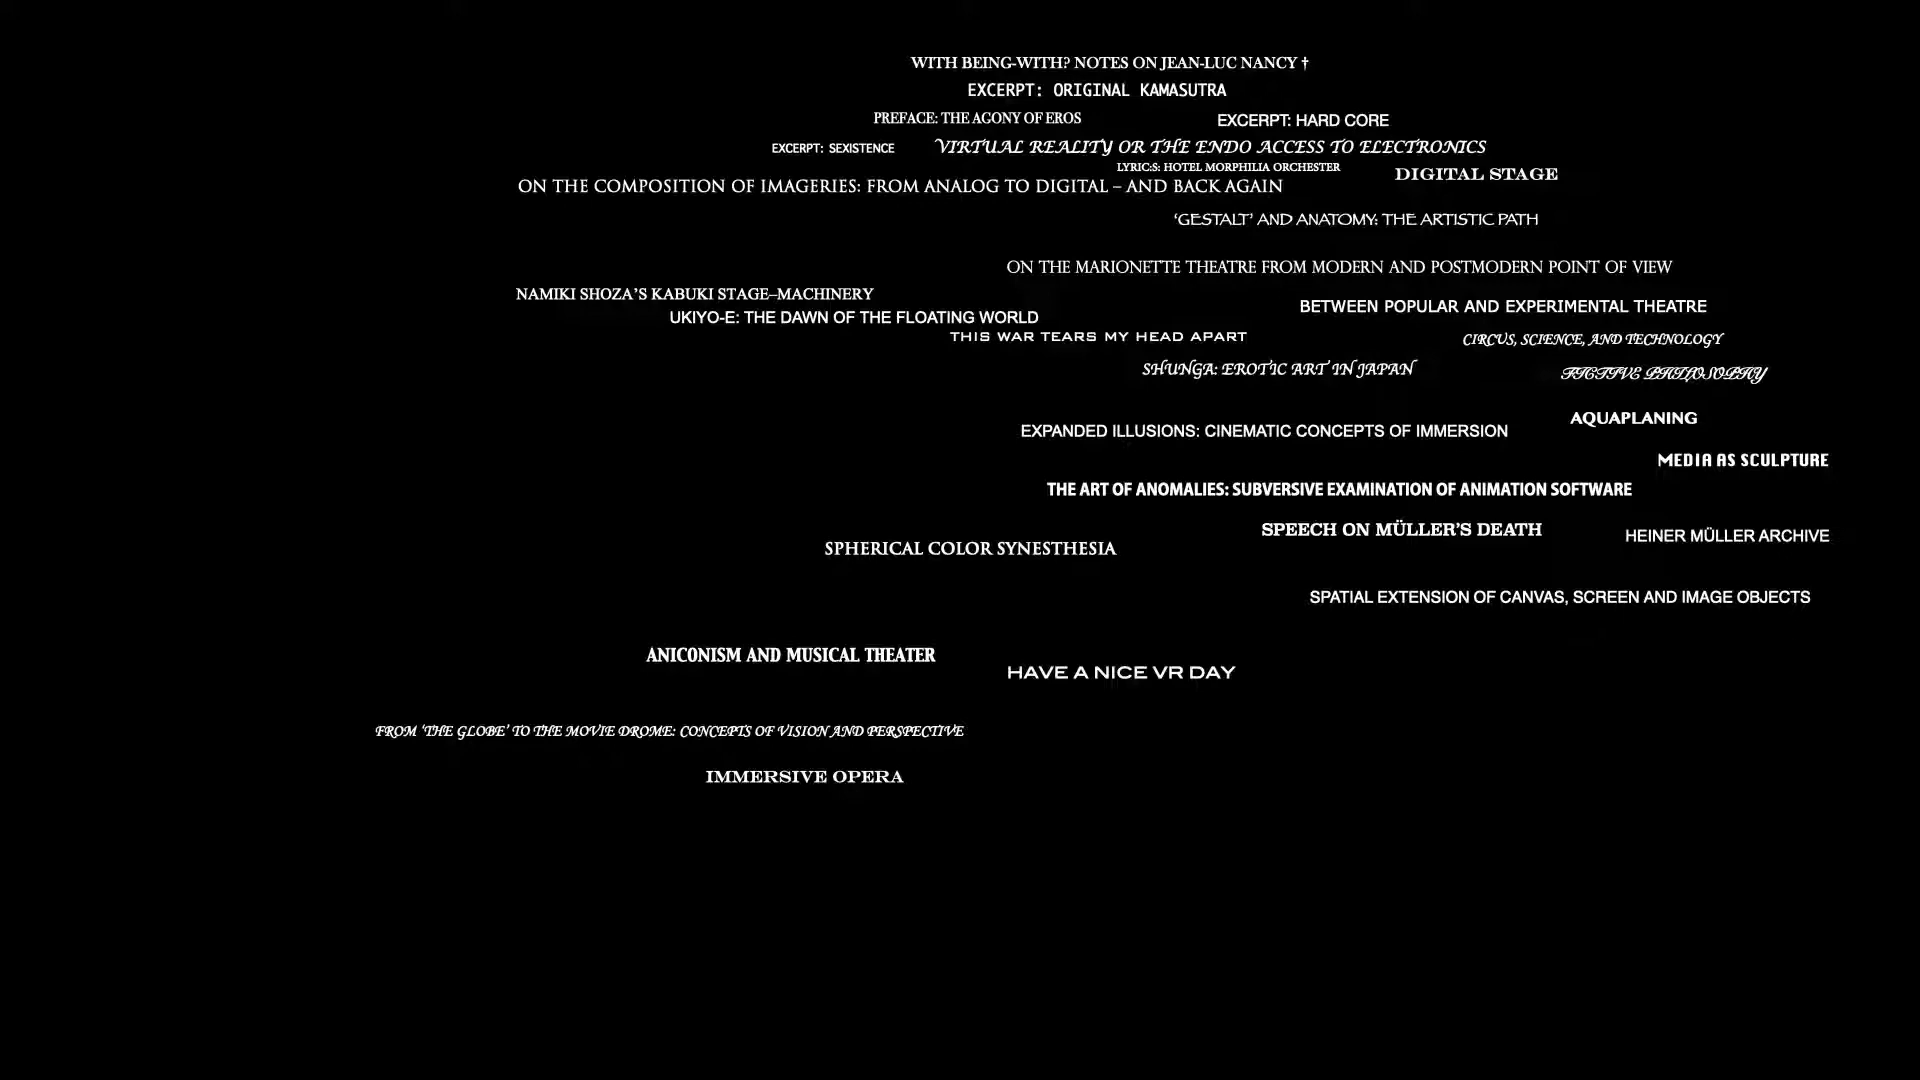 WITH BEING-WITH? NOTES ON JEAN-LUC NANCY †
EXCERPT: ORIGINAL KAMASUTRA
PREFACE: THE AGONY OF EROS
EXCERPT: HARD CORE
EXCERPT: SEXISTENCE
VIRTUAL REALITY OR THE ENDO ACCESS TO ELECTRONICS
LYRIC:S: HOTEL MORPHILIA ORCHESTER
DIGITAL STAGE
ON THE COMPOSITION OF IMAGERIES: FROM ANALOG TO DIGITAL – AND BACK AGAIN
‘GESTALT’ AND ANATOMY: THE ARTISTIC PATH
ON THE MARIONETTE THEATRE FROM MODERN AND POSTMODERN POINT OF VIEW
NAMIKI SHOZA’S KABUKI STAGE–MACHINERY
BETWEEN POPULAR AND EXPERIMENTAL THEATRE
UKIYO-E: THE DAWN OF THE FLOATING WORLD
THIS WAR TEARS MY HEAD APART
CIRCUS, SCIENCE, AND TECHNOLOGY
SHUNGA: EROTIC ART IN JAPAN
FICTIVE PHILOSOPHY
AQUAPLANING
EXPANDED ILLUSIONS: CINEMATIC CONCEPTS OF IMMERSION
MEDIA AS SCULPTURE
THE ART OF ANOMALIES: SUBVERSIVE EXAMINATION OF ANIMATION SOFTWARE
SPEECH ON MÜLLER’S DEATH
HEINER MÜLLER ARCHIVE
SPHERICAL COLOR SYNESTHESIA
SPATIAL EXTENSION OF CANVAS, SCREEN AND IMAGE OBJECTS
ANICONISM AND MUSICAL THEATER
HAVE A NICE VR DAY
FROM ‘THE GLOBE’ TO THE MOVIE DROME: CONCEPTS OF VISION AND PERSPECTIVE
IMMERSIVE OPERA